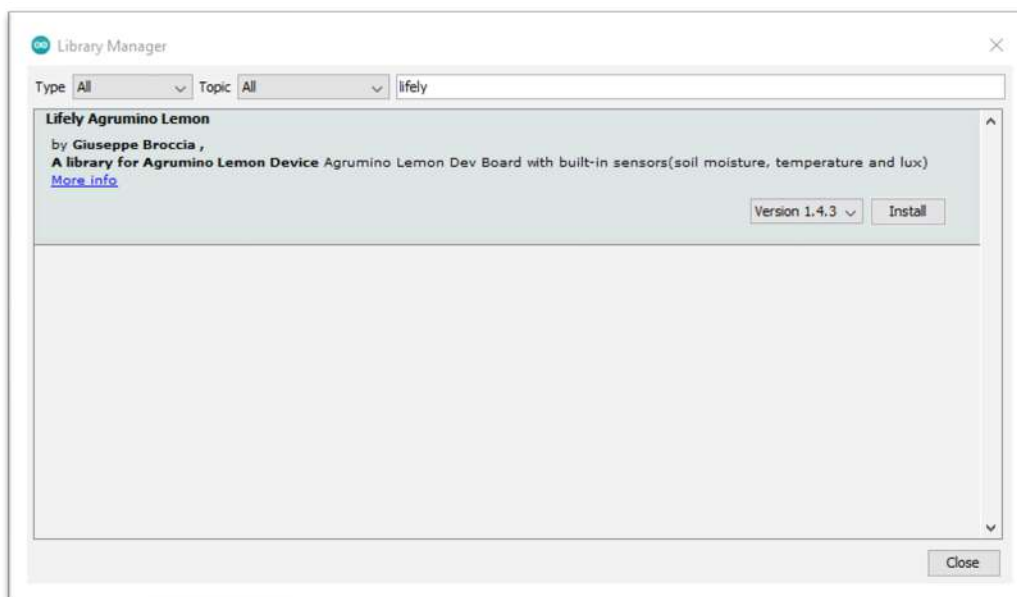 Library Manager
Type All Topic All lifely
Lifely Agrumino Lemon
by Giuseppe Broccia ,
A library for Agrumino Lemon Device Agrumino Lemon Dev Board with built-in sensors(soil moisture, temperature and lux)
More info
Version 1.4.3 Install
Close